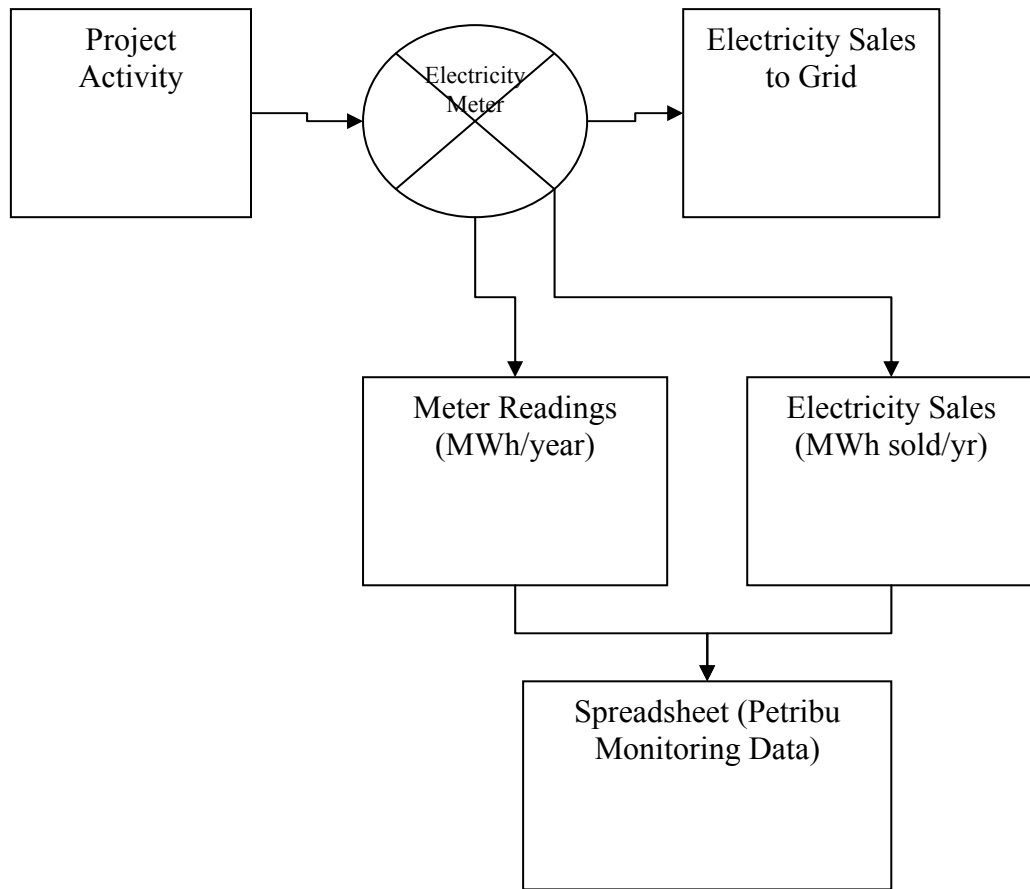 Project
Activity
Electricity
Meter
Electricity Sales
to Grid
Meter Readings
(MWh/year)
Electricity Sales
(MWh sold/yr)
Spreadsheet (Petribu
Monitoring Data)